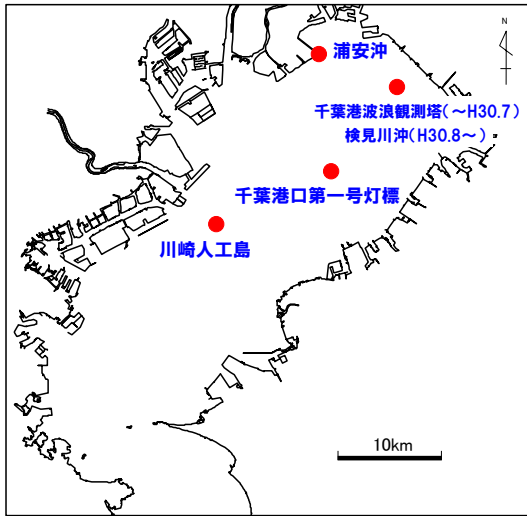 N
浦安沖
千葉港波浪観測塔(～H30.7)
検見川沖(H30.8～)
千葉港口第一号灯標
川崎人工島
10km